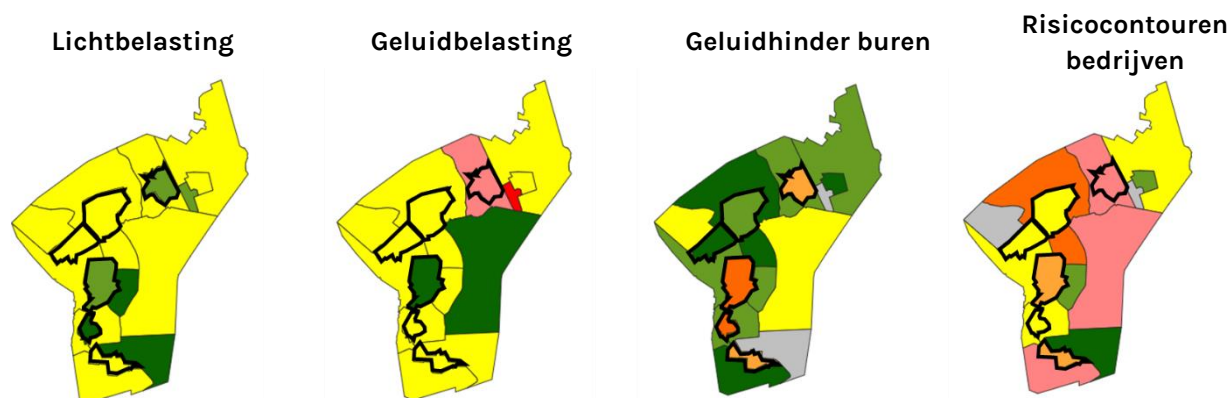 Lichtbelasting
Geluidbelasting
Geluidhinder buren
Risicocontouren
bedrijven